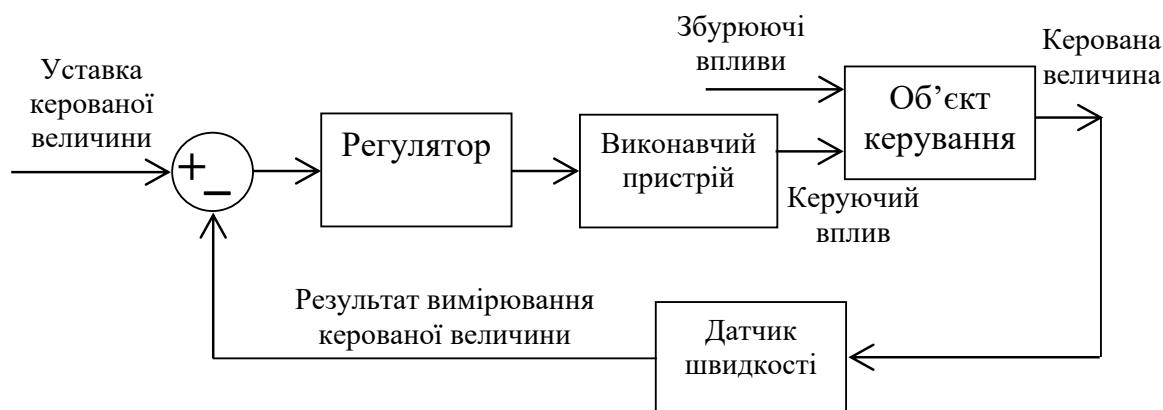 Уставка
керованої
величини
+
−
Регулятор
Виконавчий
пристрій
Збурюючі
впливи
Керуючий
вплив
Об’єкт
керування
Керована
величина
Датчик
швидкості
Результат вимірювання
керованої величини